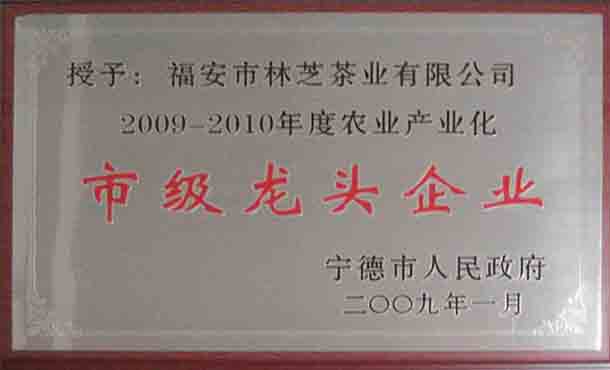 授予：福安市林芝茶业有限公司
2009-2010年度农业产业化
市级龙头企业
宁德市人民政府
二〇〇九年一月